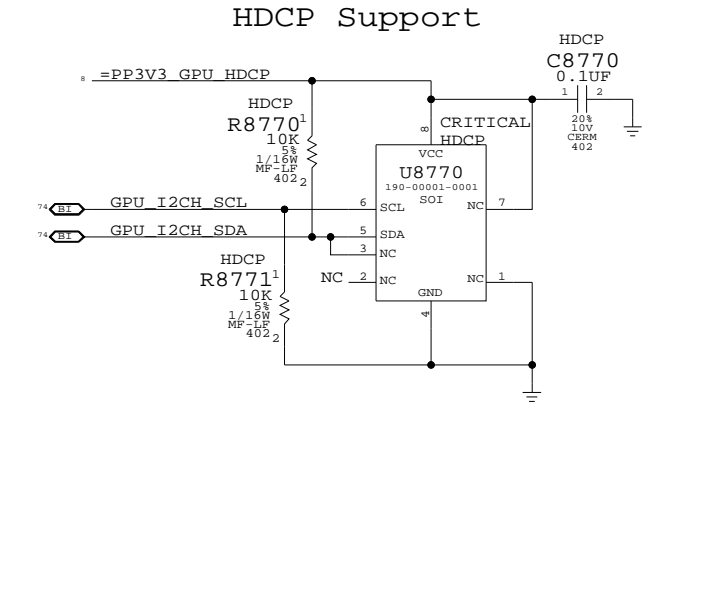 HDCP Support
HDCP
C8770
0.1UF
1 2
20%
10V
CERM
402
8 =PP3V3_GPU_HDCP
HDCP
R8770
1
10K
5%
1/16W
MF-LF
402
2
8
CRITICAL
HDCP
VCC
U8770
190-00001-0001
SOI
74 BI GPU_I2CH_SCL 6 SCL NC 7
74 BI GPU_I2CH_SDA 5 SDA
3 NC
HDCP
R8771
1
10K
5%
1/16W
MF-LF
402
2
NC 2 NC NC 1
GND
4